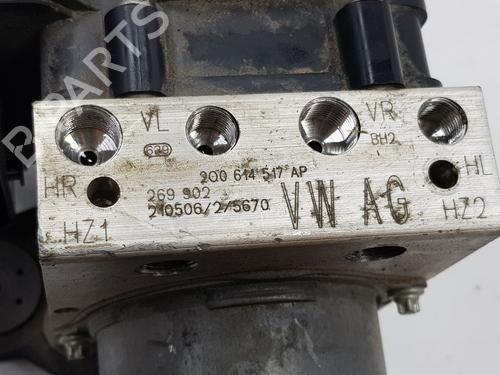 B-PARTS
VL
VR
629
BH2
2Q0 614 517 AP
HL
HR
269 902
210506/2/5670
VW AG
HZ1
HZ2